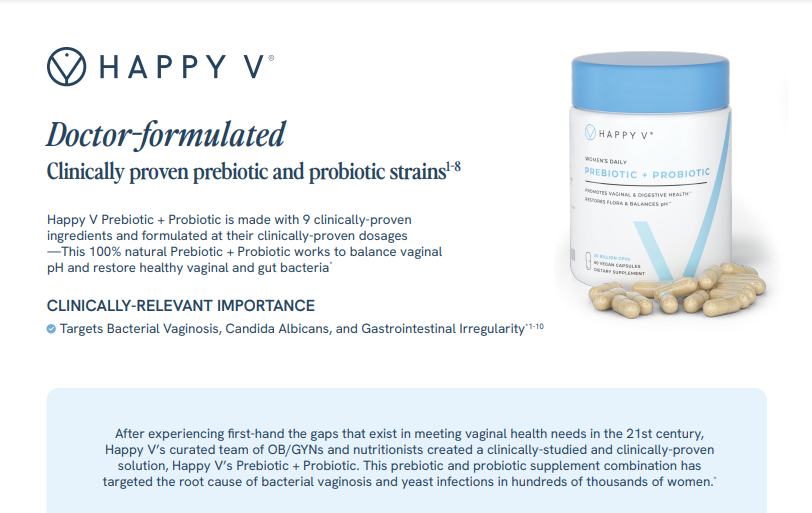 HAPPY V®
Doctor-formulated
Clinically proven prebiotic and probiotic strains1-8
Happy V Prebiotic + Probiotic is made with 9 clinically-proven
ingredients and formulated at their clinically-proven dosages
—This 100% natural Prebiotic + Probiotic works to balance vaginal
pH and restore healthy vaginal and gut bacteria*
CLINICALLY-RELEVANT IMPORTANCE
Targets Bacterial Vaginosis, Candida Albicans, and Gastrointestinal Irregularity*1-10
HAPPY V®
WOMEN'S DAILY
PREBIOTIC + PROBIOTIC
PROMOTES VAGINAL & DIGESTIVE HEALTH
RESTORES FLORA & BALANCES pH
BILLION CFUs
90 VEGAN CAPSULES
DIETARY SUPPLEMENT
After experiencing first-hand the gaps that exist in meeting vaginal health needs in the 21st century,
Happy V's curated team of OB/GYNs and nutritionists created a clinically-studied and clinically-proven
solution, Happy V's Prebiotic + Probiotic. This prebiotic and probiotic supplement combination has
targeted the root cause of bacterial vaginosis and yeast infections in hundreds of thousands of women.*